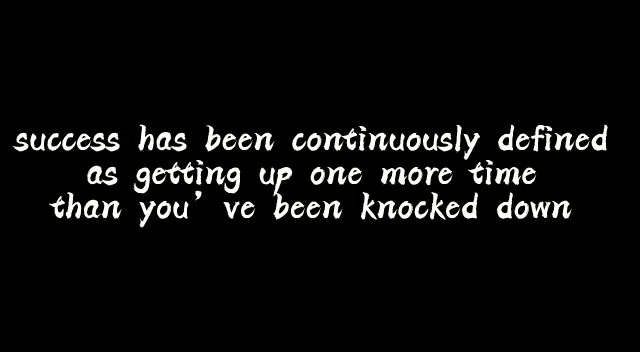 success has been continuously defined
as getting up one more time
than you’ ve been knocked down